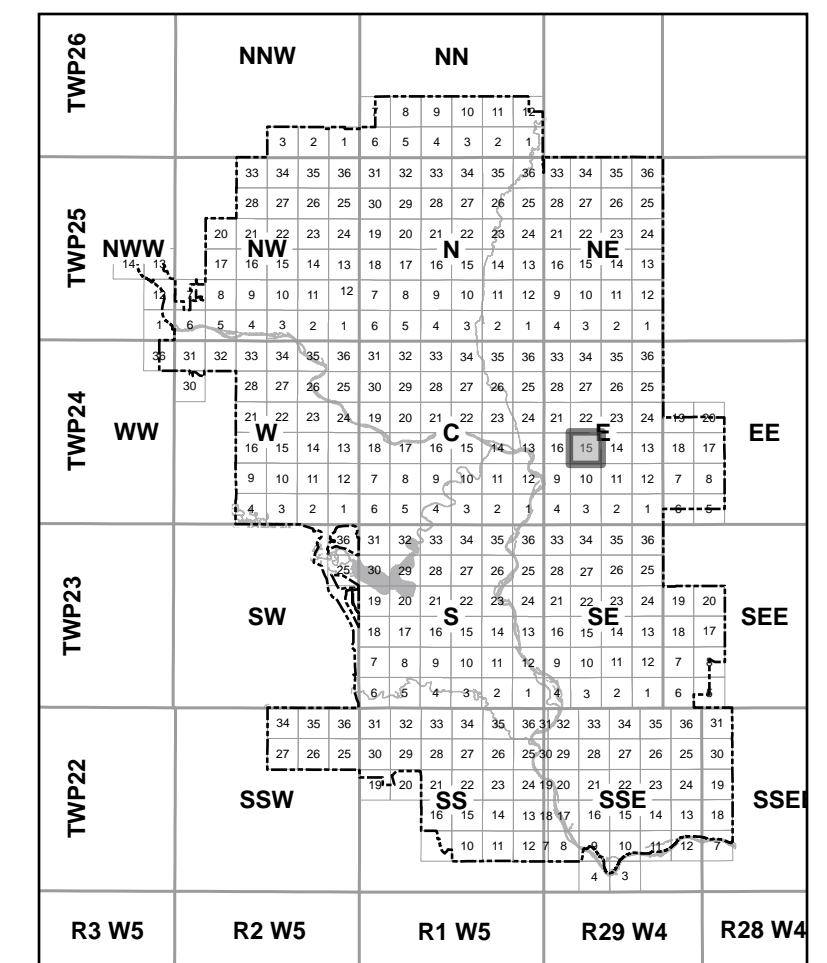 NNW NN
TWP26
7 8 9 10 11 12
3 2 1 6 5 4 3 2 1
33 34 35 36 31 32 33 34 35 36 33 34 35 36
28 27 26 25 30 29 28 27 26 25 28 27 26 25
TWP25
20 21 22 23 24 19 20 21 22 23 24 21 22 23 24
NWW NW N NE
14 13 17 16 15 14 13 18 17 16 15 14 13 16 15 14 13
12 7 8 9 10 11 12 7 8 9 10 11 12 9 10 11 12
1 6 5 4 3 2 1 6 5 4 3 2 1 4 3 2 1
36 31 32 33 34 35 36 31 32 33 34 35 36 33 34 35 36
30 28 27 26 25 30 29 28 27 26 25 28 27 26 25
TWP24
21 22 23 24 19 20 21 22 23 24 21 22 23 24 19 20
WW W C E EE
16 15 14 13 18 17 16 15 14 13 16 15 14 13 18 17
9 10 11 12 7 8 9 10 11 12 9 10 11 12 7 8
4 3 2 1 6 5 4 3 2 1 4 3 2 1 6 5
36 31 32 33 34 35 36 33 34 35 36
25 30 29 28 27 26 25 28 27 26 25
TWP23
19 20 21 22 23 24 21 22 23 24 19 20
SW S SE SEE
18 17 16 15 14 13 16 15 14 13 18 17
7 8 9 10 11 12 9 10 11 12 7 8
6 5 4 3 2 1 4 3 2 1 6 5
34 35 36 31 32 33 34 35 36 31 32 33 34 35 36 31
27 26 25 30 29 28 27 26 25 30 29 28 27 26 25 30
TWP22
19 20 21 22 23 24 19 20 21 22 23 24 19
SSW SS SSE SSEE
16 15 14 13 18 17 16 15 14 13 18
10 11 12 7 8 9 10 11 12 7
4 3
R3 W5 R2 W5 R1 W5 R29 W4 R28 W4